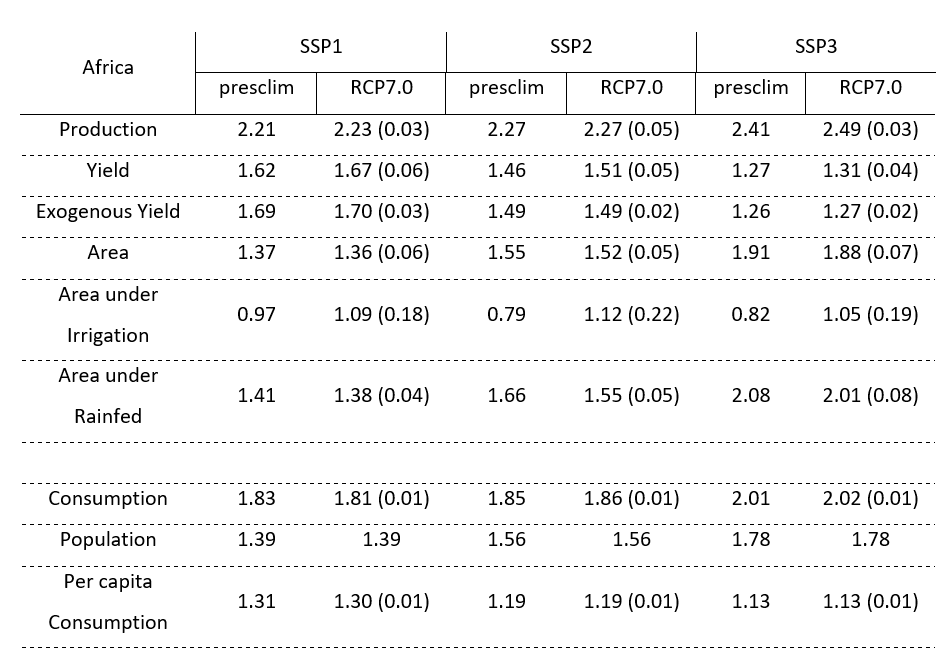 Africa SSP1 SSP2 SSP3
presclim RCP7.0 presclim RCP7.0 presclim RCP7.0
Production 2.21 2.23 (0.03) 2.27 2.27 (0.05) 2.41 2.49 (0.03)
Yield 1.62 1.67 (0.06) 1.46 1.51 (0.05) 1.27 1.31 (0.04)
Exogenous Yield 1.69 1.70 (0.03) 1.49 1.49 (0.02) 1.26 1.27 (0.02)
Area 1.37 1.36 (0.06) 1.55 1.52 (0.05) 1.91 1.88 (0.07)
Area under
Irrigation 0.97 1.09 (0.18) 0.79 1.12 (0.22) 0.82 1.05 (0.19)
Area under
Rainfed 1.41 1.38 (0.04) 1.66 1.55 (0.05) 2.08 2.01 (0.08)
Consumption 1.83 1.81 (0.01) 1.85 1.86 (0.01) 2.01 2.02 (0.01)
Population 1.39 1.39 1.56 1.56 1.78 1.78
Per capita
Consumption 1.31 1.30 (0.01) 1.19 1.19 (0.01) 1.13 1.13 (0.01)